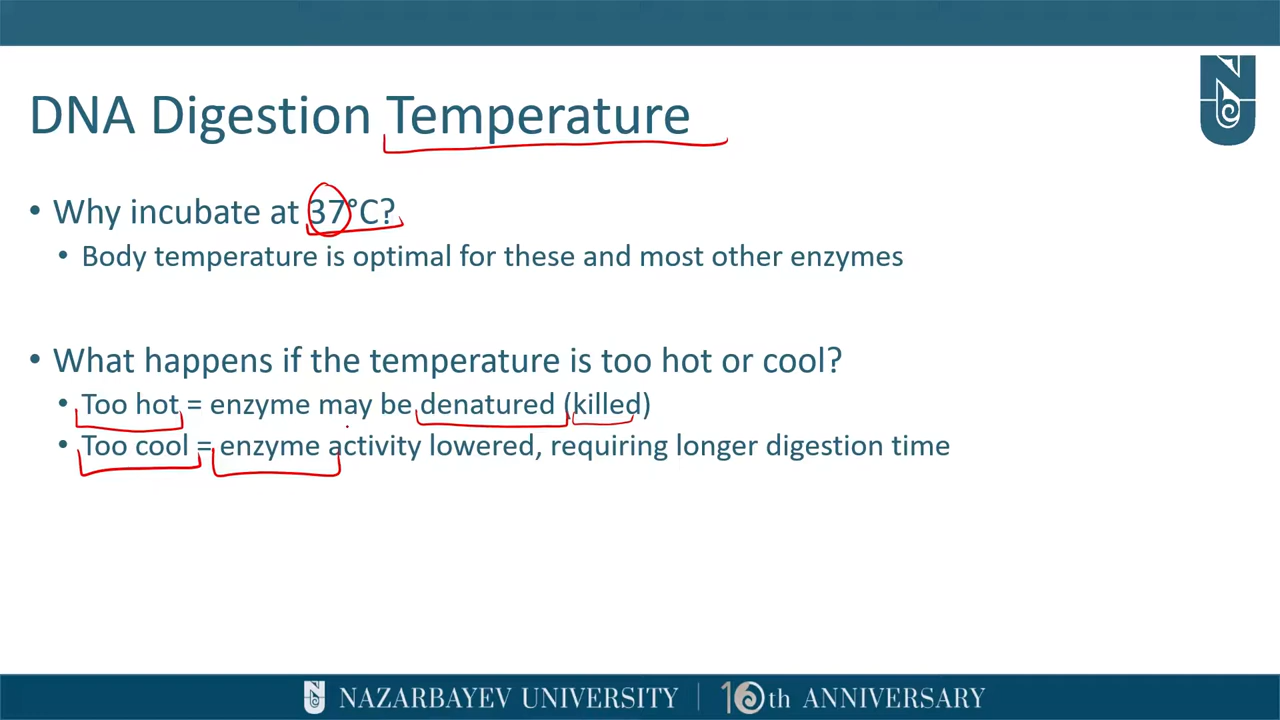 DNA Digestion Temperature
• Why incubate at 37°C?
• Body temperature is optimal for these and most other enzymes
• What happens if the temperature is too hot or cool?
• Too hot = enzyme may be denatured (killed)
• Too cool = enzyme activity lowered, requiring longer digestion time
NAZARBAYEV UNIVERSITY | 10th ANNIVERSARY